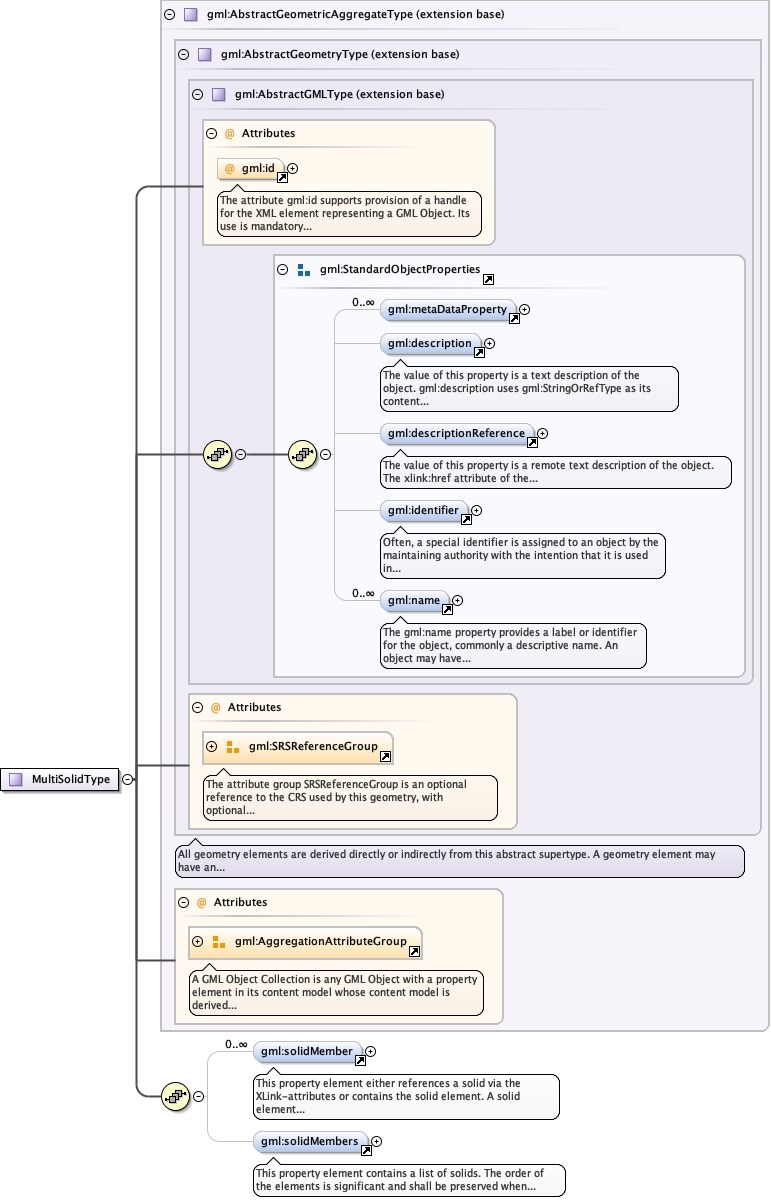 gml:AbstractGeometricAggregateType (extension base)
gml:AbstractGeometryType (extension base)
gml:AbstractGMLType (extension base)
@ Attributes
@ gml:id
The attribute gml:id supports provision of a handle
for the XML element representing a GML Object. Its
use is mandatory...
gml:StandardObjectProperties
0..∞
gml:metaDataProperty
gml:description
The value of this property is a text description of the
object. gml:description uses gml:StringOrRefType as its
content...
gml:descriptionReference
The value of this property is a remote text description of the object.
The xlink:href attribute of the...
gml:identifier
Often, a special identifier is assigned to an object by the
maintaining authority with the intention that it is used
in...
0..∞
gml:name
The gml:name property provides a label or identifier
for the object, commonly a descriptive name. An
object may have...
@ Attributes
gml:SRSReferenceGroup
The attribute group SRSReferenceGroup is an optional
reference to the CRS used by this geometry, with
optional...
MultiSolidType
All geometry elements are derived directly or indirectly from this abstract supertype. A geometry element may
have an...
@ Attributes
gml:AggregationAttributeGroup
A GML Object Collection is any GML Object with a property
element in its content model whose content model is
derived...
0..∞
gml:solidMember
This property element either references a solid via the
XLink-attributes or contains the solid element. A solid
element...
gml:solidMembers
This property element contains a list of solids. The order of
the elements is significant and shall be preserved when...